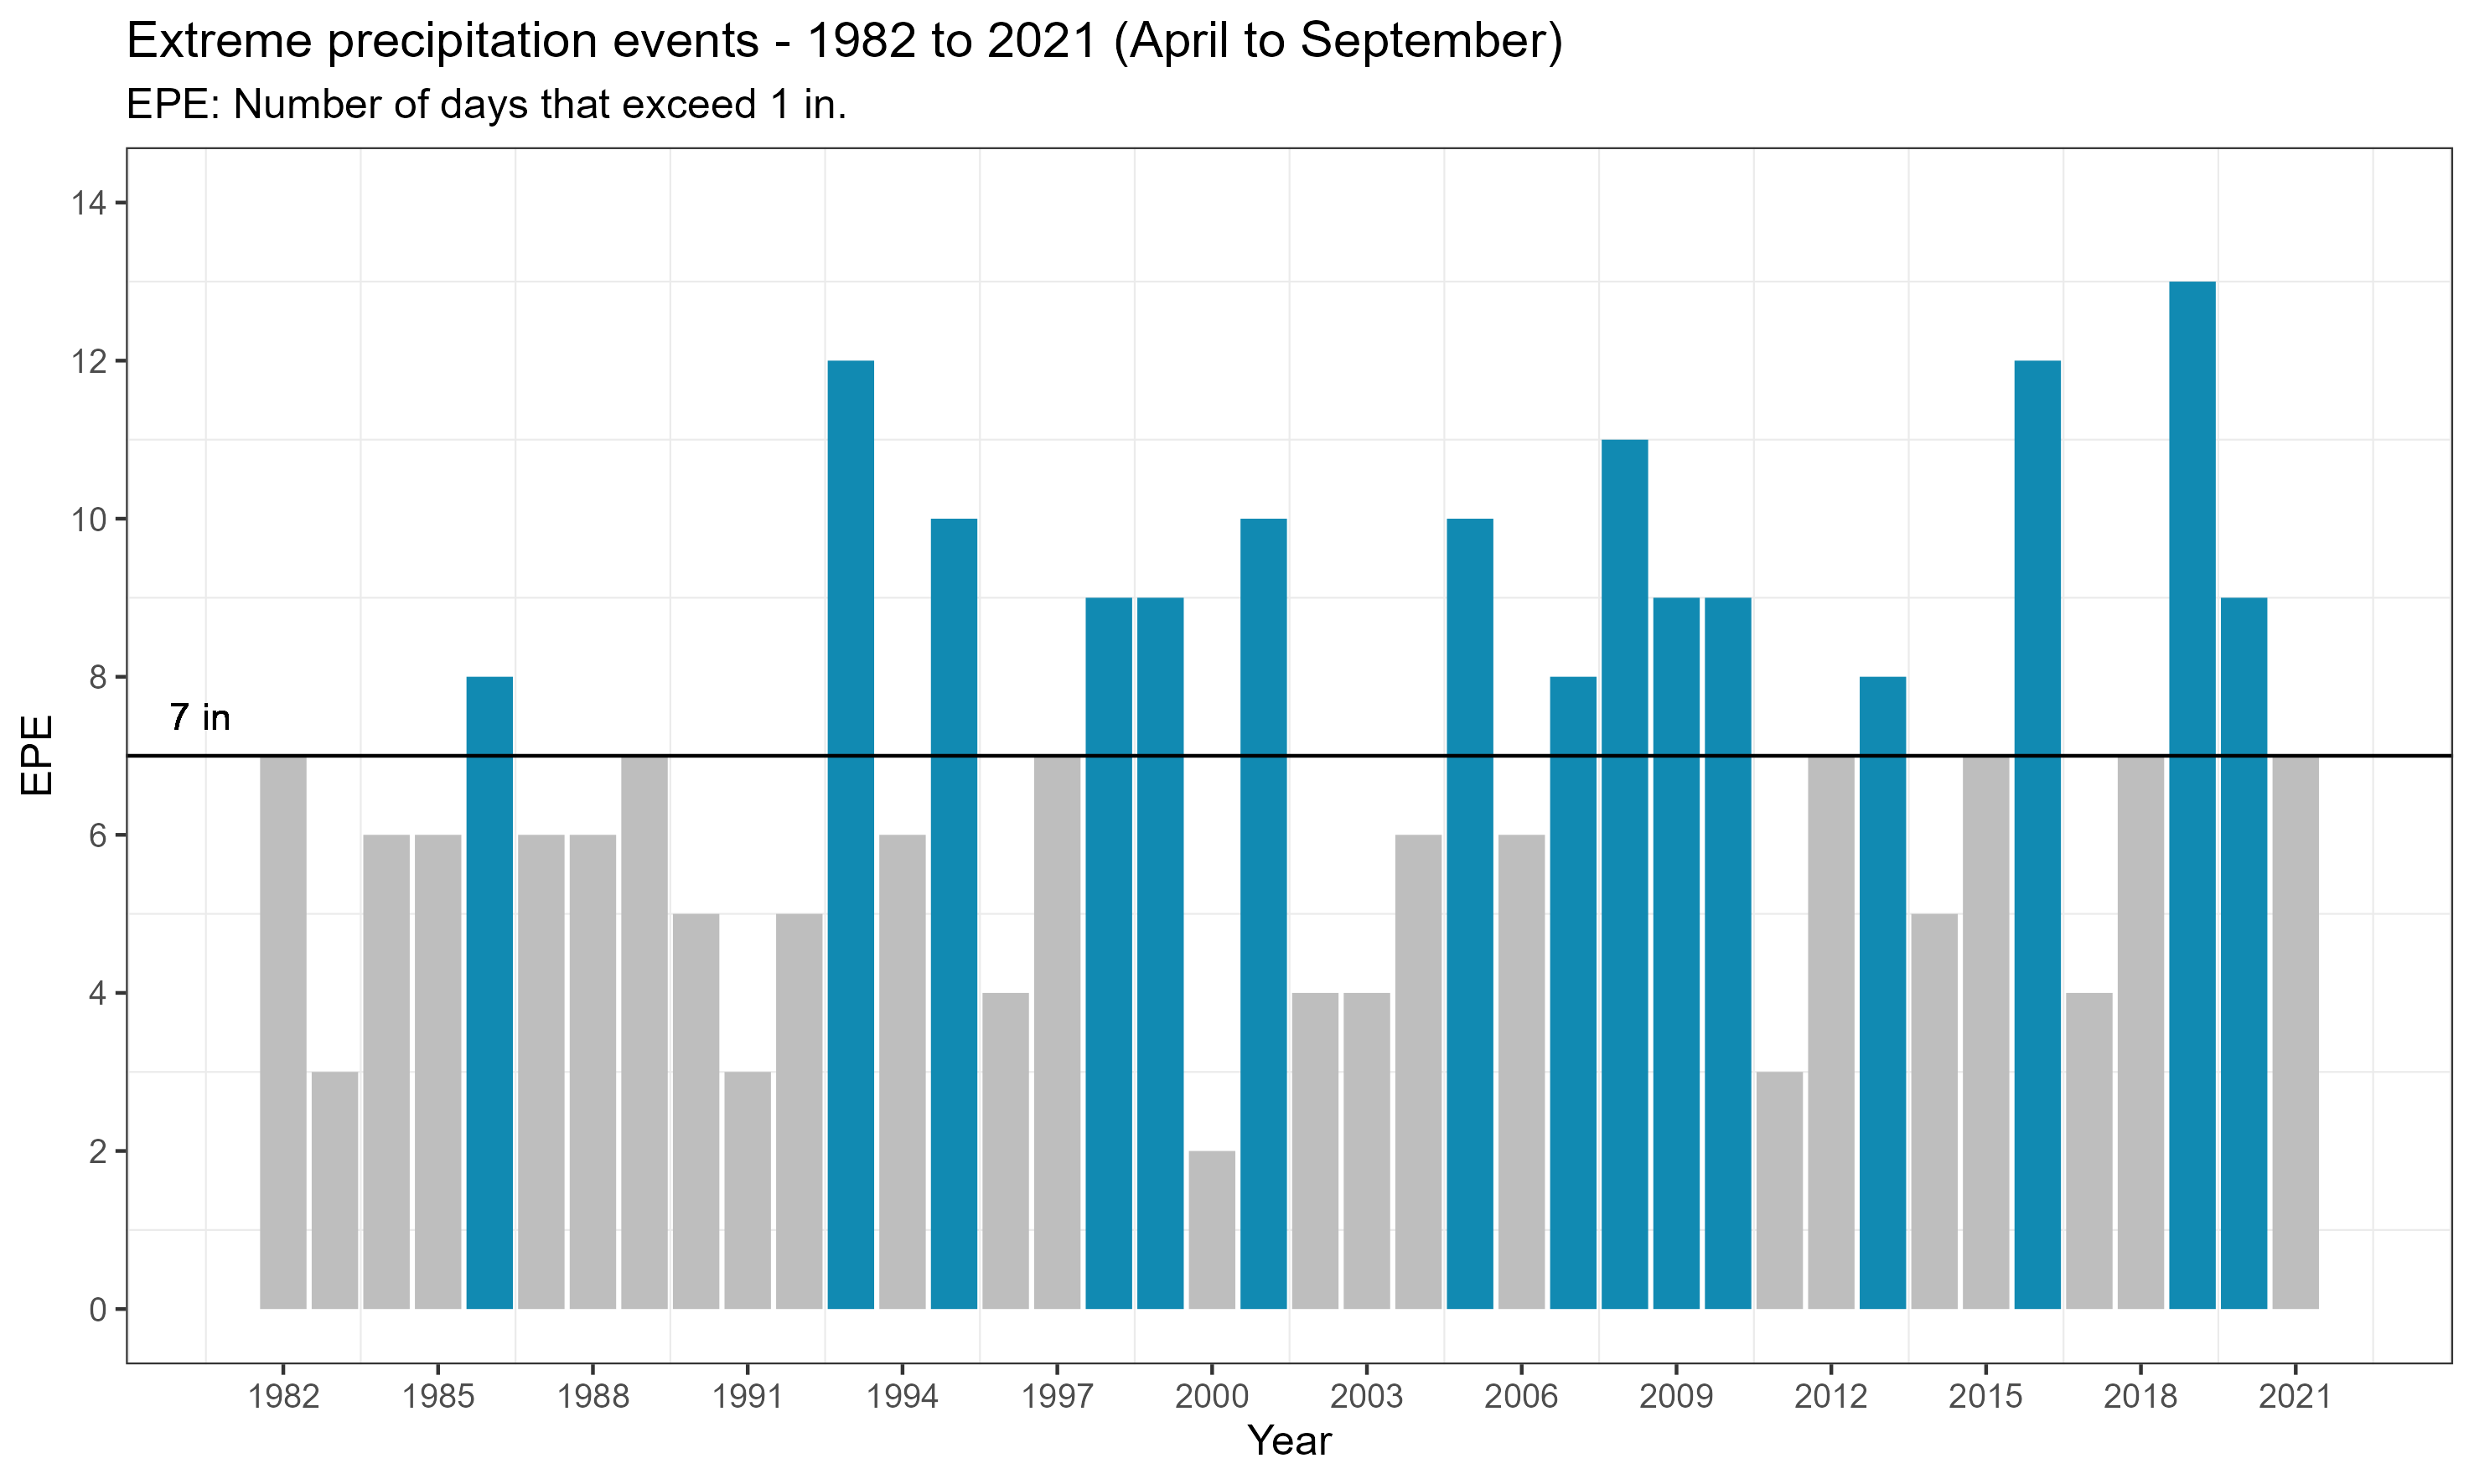 Extreme precipitation events - 1982 to 2021 (April to September)
EPE: Number of days that exceed 1 in.
14
12
10
8
7 in
6
4
2
0
EPE
1982 1985 1988 1991 1994 1997 2000 2003 2006 2009 2012 2015 2018 2021
Year